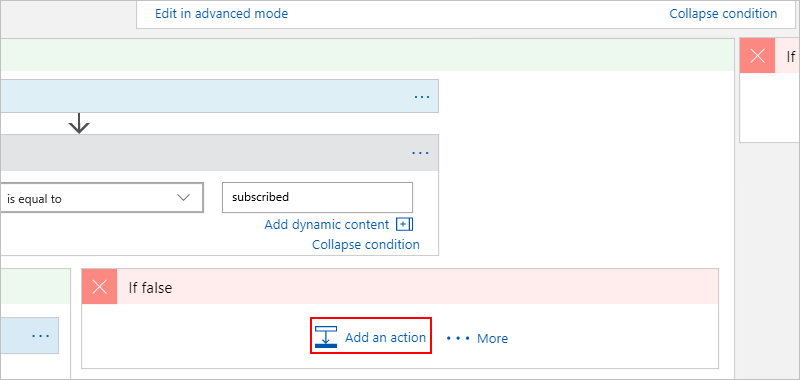 Edit in advanced mode
Collapse condition
If
is equal to
subscribed
Add dynamic content
Collapse condition
If false
Add an action
More